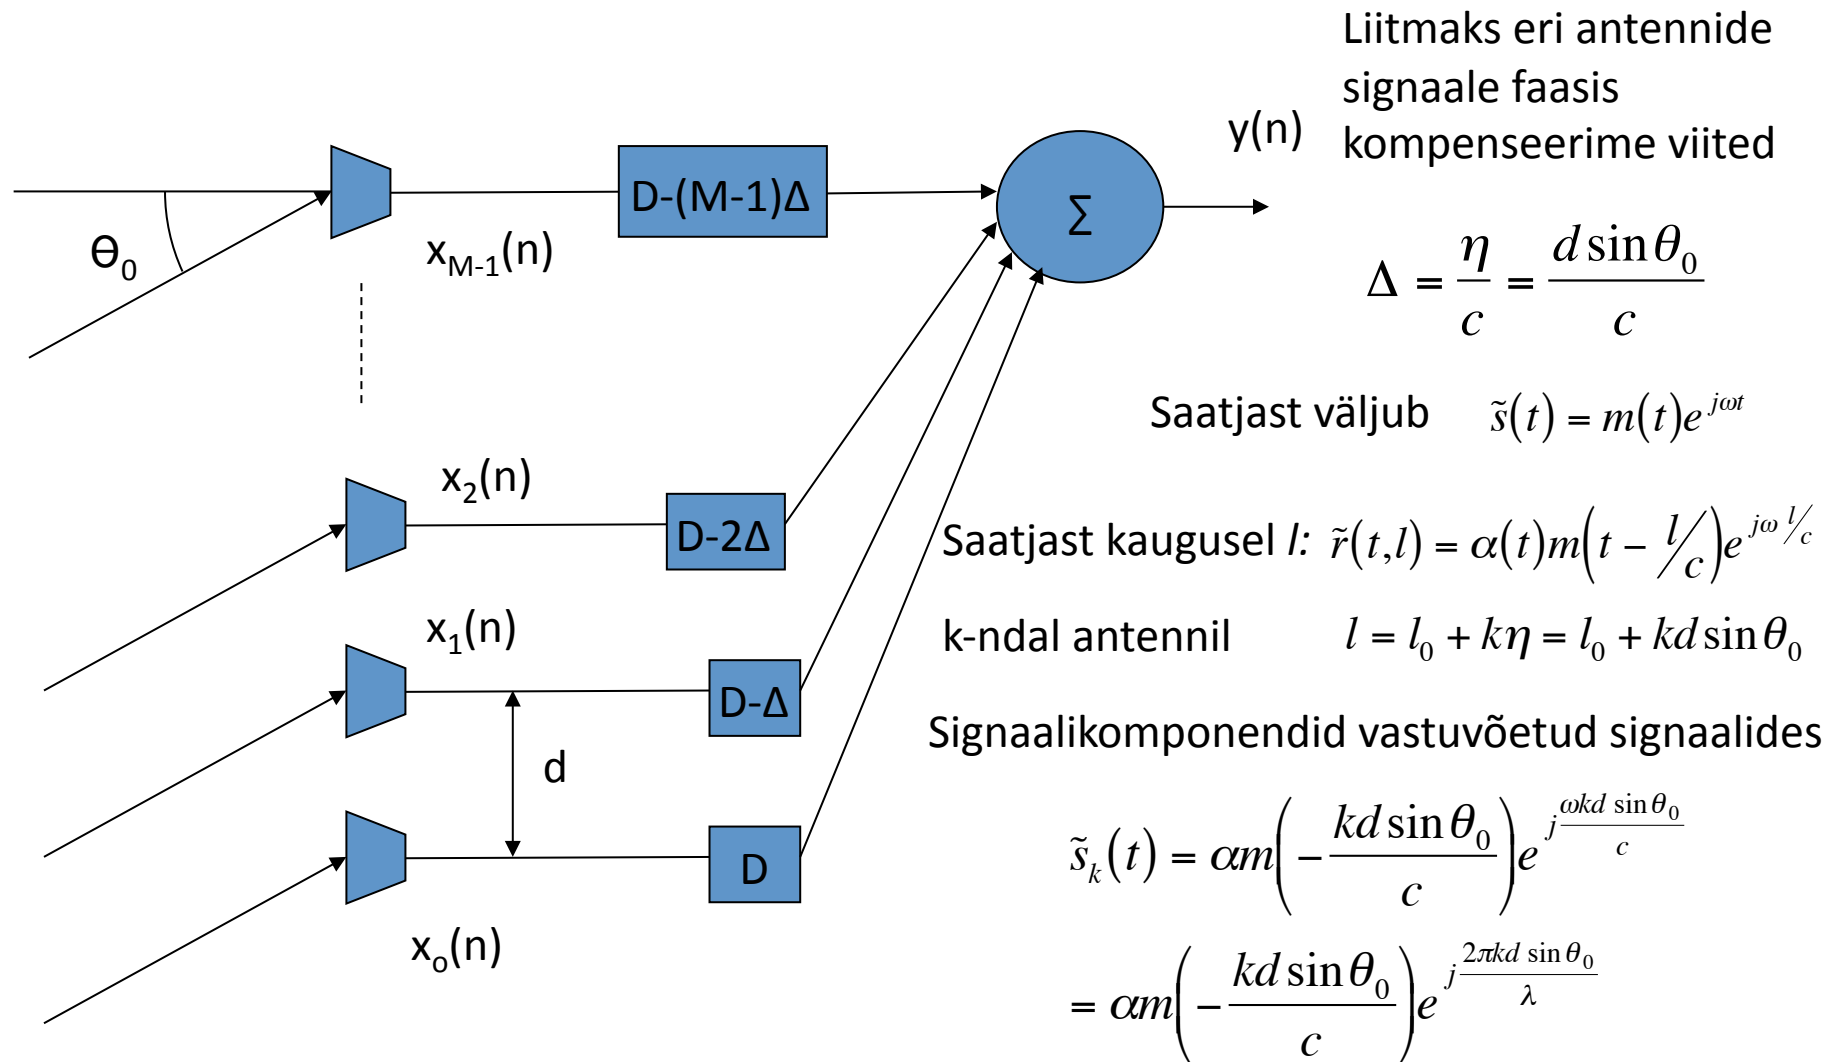 Liitmaks eri antennide
signaale faasis
kompenseerime viited
y(n)
D-(M-1)Δ
Σ
ϴ₀
x_{M-1}(n)
Δ = η/c = d sin θ₀/c
Saatjast väljub s̃(t) = m(t)e^{jωt}
x₂(n)
D-2Δ
Saatjast kaugusel l: r̃(t,l) = α(t)m(t − l/c)e^{jω l/c}
x₁(n)
k-ndal antennil l = l₀ + kη = l₀ + kd sin θ₀
D-Δ
Signaalikomponendid vastuvõetud signaalides
d
s̃ₖ(t) = αm(− kd sin θ₀/c)e^{j ωkd sin θ₀/c}
D
x₀(n)
= αm(− kd sin θ₀/c)e^{j 2πkd sin θ₀/λ}